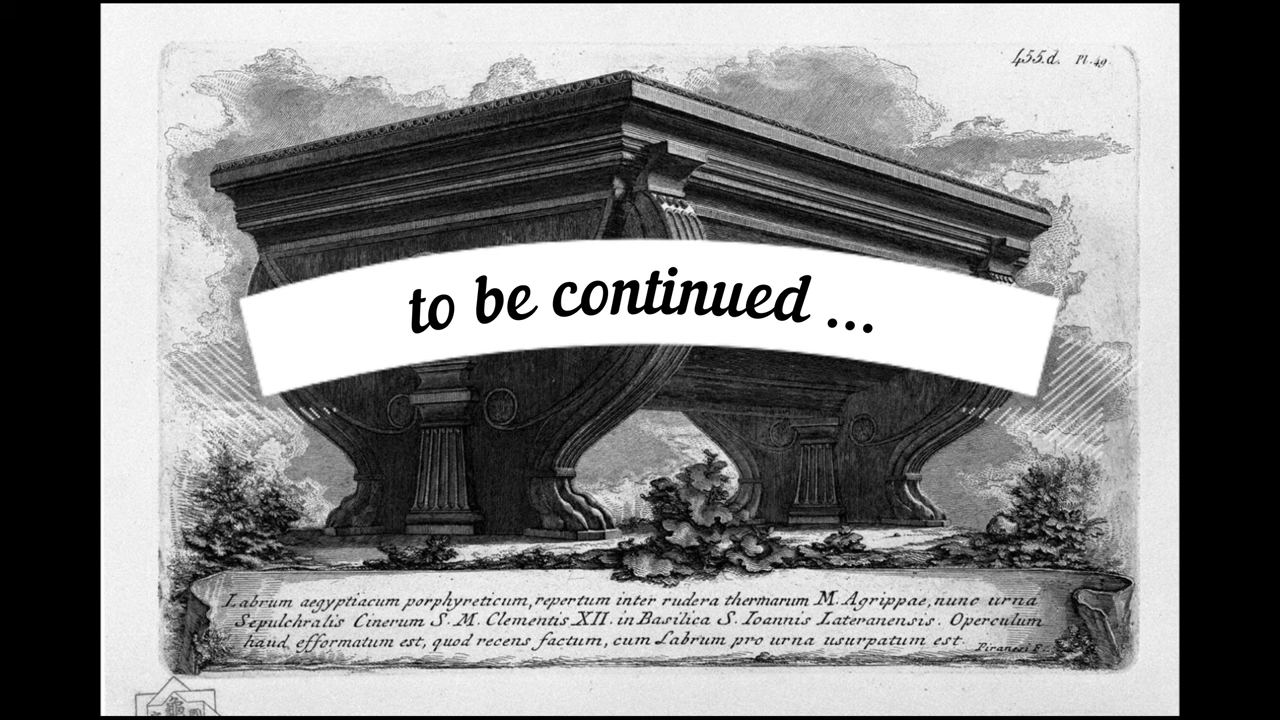 455.d. Pl. 49
to be continued ...
Labrum aegyptiacum porphyreticum, repertum inter rudera thermarum M. Agrippae, nunc urna
Sepulchralis Cinerum S. M. Clementis XII. in Basilica S. Ioannis Lateranensis. Operculum
haud efformatum est, quod recens factum, cum Labrum pro urna usurpatum est.
Piranesi F.